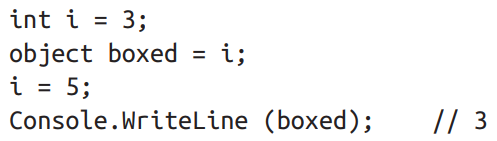 int i = 3;
object boxed = i;
i = 5;
Console.WriteLine (boxed);    // 3